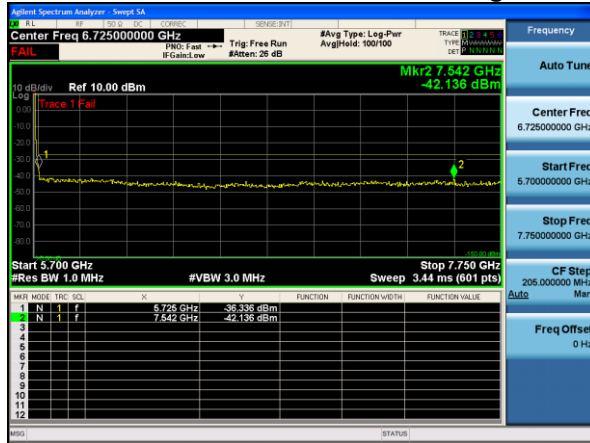 Agilent Spectrum Analyzer - Swept SA
RL RF 50 Ω DC CORREC SENSE:INT
Center Freq 6.725000000 GHz
PNO: Fast
IFGain:Low
Trig: Free Run
#Atten: 26 dB
#Avg Type: Log-Pwr
Avg|Hold: 100/100
TRACE 1 2 3 4 5 6
TYPE
DET P N N N N N
FAIL
Mkr2 7.542 GHz
-42.136 dBm
10 dB/div Ref 10.00 dBm
Log
Trace 1 Fail
0.00
-10.0
-20.0
-30.0
-40.0
-50.0
-60.0
-70.0
-80.0
1
2
Start 5.700 GHz
Stop 7.750 GHz
#Res BW 1.0 MHz
#VBW 3.0 MHz
Sweep 3.44 ms (601 pts)
MKR MODE TRC SCL X Y FUNCTION FUNCTION WIDTH FUNCTION VALUE
1 N 1 f 5.725 GHz -36.336 dBm
2 N 1 f 7.542 GHz -42.136 dBm
3
4
5
6
7
8
9
10
11
12
MSG STATUS
Frequency
Auto Tune
Center Freq
6.725000000 GHz
Start Freq
5.700000000 GHz
Stop Freq
7.750000000 GHz
CF Step
205.000000 MHz
Auto Man
Freq Offset
0 Hz